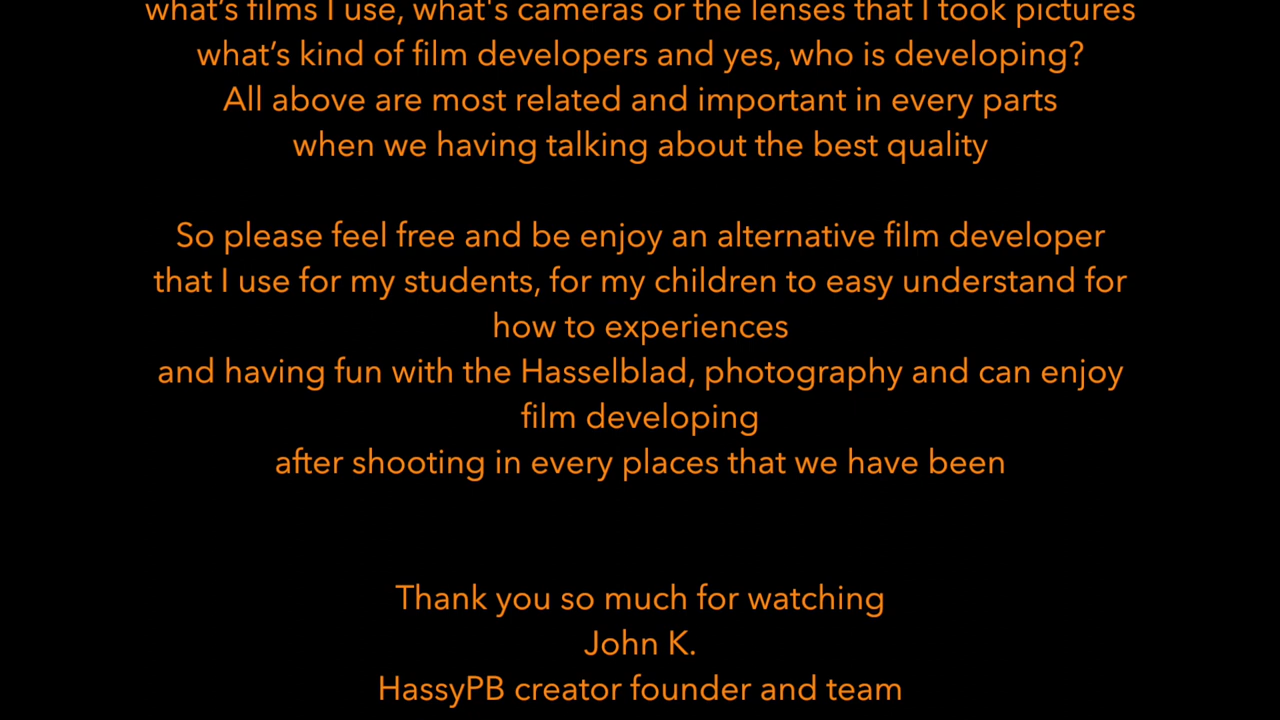 what's films I use, what's cameras or the lenses that I took pictures
what’s kind of film developers and yes, who is developing?
All above are most related and important in every parts
when we having talking about the best quality
So please feel free and be enjoy an alternative film developer
that I use for my students, for my children to easy understand for
how to experiences
and having fun with the Hasselblad, photography and can enjoy
film developing
after shooting in every places that we have been
Thank you so much for watching
John K.
HassyPB creator founder and team